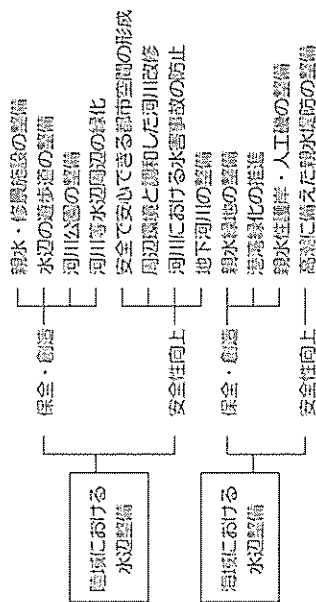 陸域における
水辺整備
保全・創造
親水・修景施設の整備
水辺の遊歩道の整備
河川公園の整備
河川等水辺周辺の緑化
安全性向上
安全で安心できる都市空間の形成
周辺環境と調和した河川改修
河川における水害事故の防止
地下河川の整備
海域における
水辺整備
保全・創造
親水緑地の整備
港湾緑化の推進
親水性護岸・人工磯の整備
安全性向上
高潮に備えた親水堤防の整備